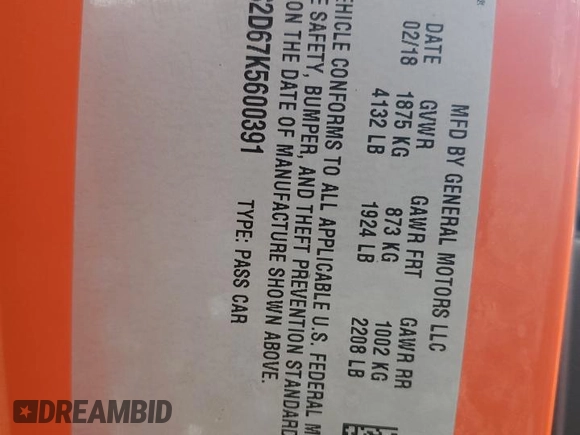 MFD BY GENERAL MOTORS LLC
DATE GVWR GAWR FRT GAWR RR
02/18 1875 KG 873 KG 1002 KG
4132 LB 1924 LB 2208 LB
EHICLE CONFORMS TO ALL APPLICABLE U.S. FEDERAL M
E SAFETY, BUMPER, AND THEFT PREVENTION STANDARD
ON THE DATE OF MANUFACTURE SHOWN ABOVE.
S2D67K5600391 TYPE: PASS CAR
DREAMBID